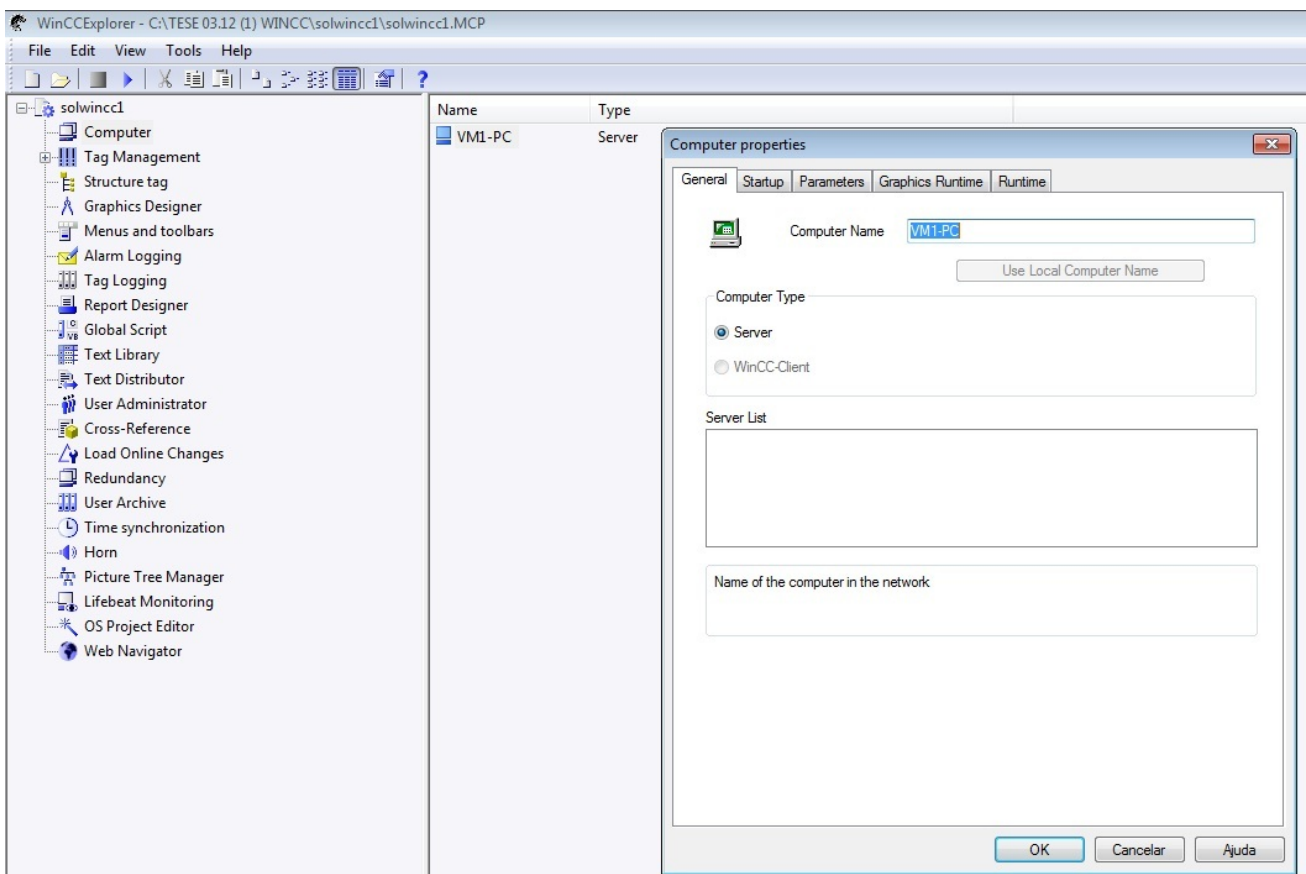 WinCCExplorer - C:\TESE 03.12 (1) WINCC\solwincc1\solwincc1.MCP
File Edit View Tools Help
solwincc1
Computer
Tag Management
Structure tag
Graphics Designer
Menus and toolbars
Alarm Logging
Tag Logging
Report Designer
Global Script
Text Library
Text Distributor
User Administrator
Cross-Reference
Load Online Changes
Redundancy
User Archive
Time synchronization
Horn
Picture Tree Manager
Lifebeat Monitoring
OS Project Editor
Web Navigator
Name Type
VM1-PC Server
Computer properties
General Startup Parameters Graphics Runtime Runtime
Computer Name VM1-PC
Use Local Computer Name
Computer Type
Server
WinCC-Client
Server List
Name of the computer in the network
OK Cancelar Ajuda